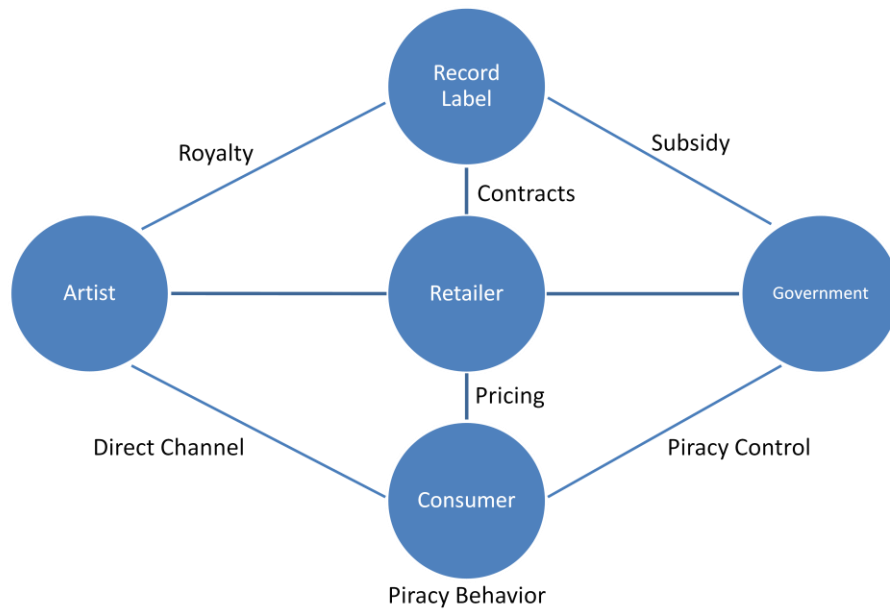 Record
Label
Royalty
Subsidy
Contracts
Artist
Retailer
Government
Pricing
Direct Channel
Piracy Control
Consumer
Piracy Behavior